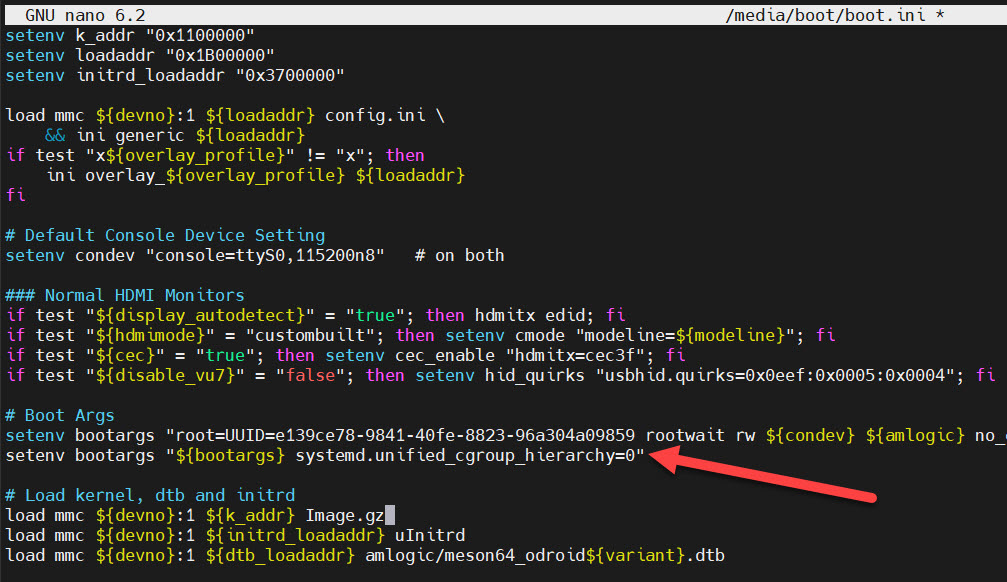 GNU nano 6.2 /media/boot/boot.ini *
setenv k_addr "0x1100000"
setenv loadaddr "0x1B00000"
setenv initrd_loadaddr "0x3700000"
load mmc ${devno}:1 ${loadaddr} config.ini \
&& ini generic ${loadaddr}
if test "x${overlay_profile}" != "x"; then
ini overlay_${overlay_profile} ${loadaddr}
fi
# Default Console Device Setting
setenv condev "console=ttyS0,115200n8" # on both
### Normal HDMI Monitors
if test "${display_autodetect}" = "true"; then hdmitx edid; fi
if test "${hdmimode}" = "custombuilt"; then setenv cmode "modeline=${modeline}"; fi
if test "${cec}" = "true"; then setenv cec_enable "hdmitx=cec3f"; fi
if test "${disable_vu7}" = "false"; then setenv hid_quirks "usbhid.quirks=0x0eef:0x0005:0x0004"; fi
# Boot Args
setenv bootargs "root=UUID=e139ce78-9841-40fe-8823-96a304a09859 rootwait rw ${condev} ${amlogic} no_
setenv bootargs "${bootargs} systemd.unified_cgroup_hierarchy=0"
# Load kernel, dtb and initrd
load mmc ${devno}:1 ${k_addr} Image.gz
load mmc ${devno}:1 ${initrd_loadaddr} uInitrd
load mmc ${devno}:1 ${dtb_loadaddr} amlogic/meson64_odroid${variant}.dtb